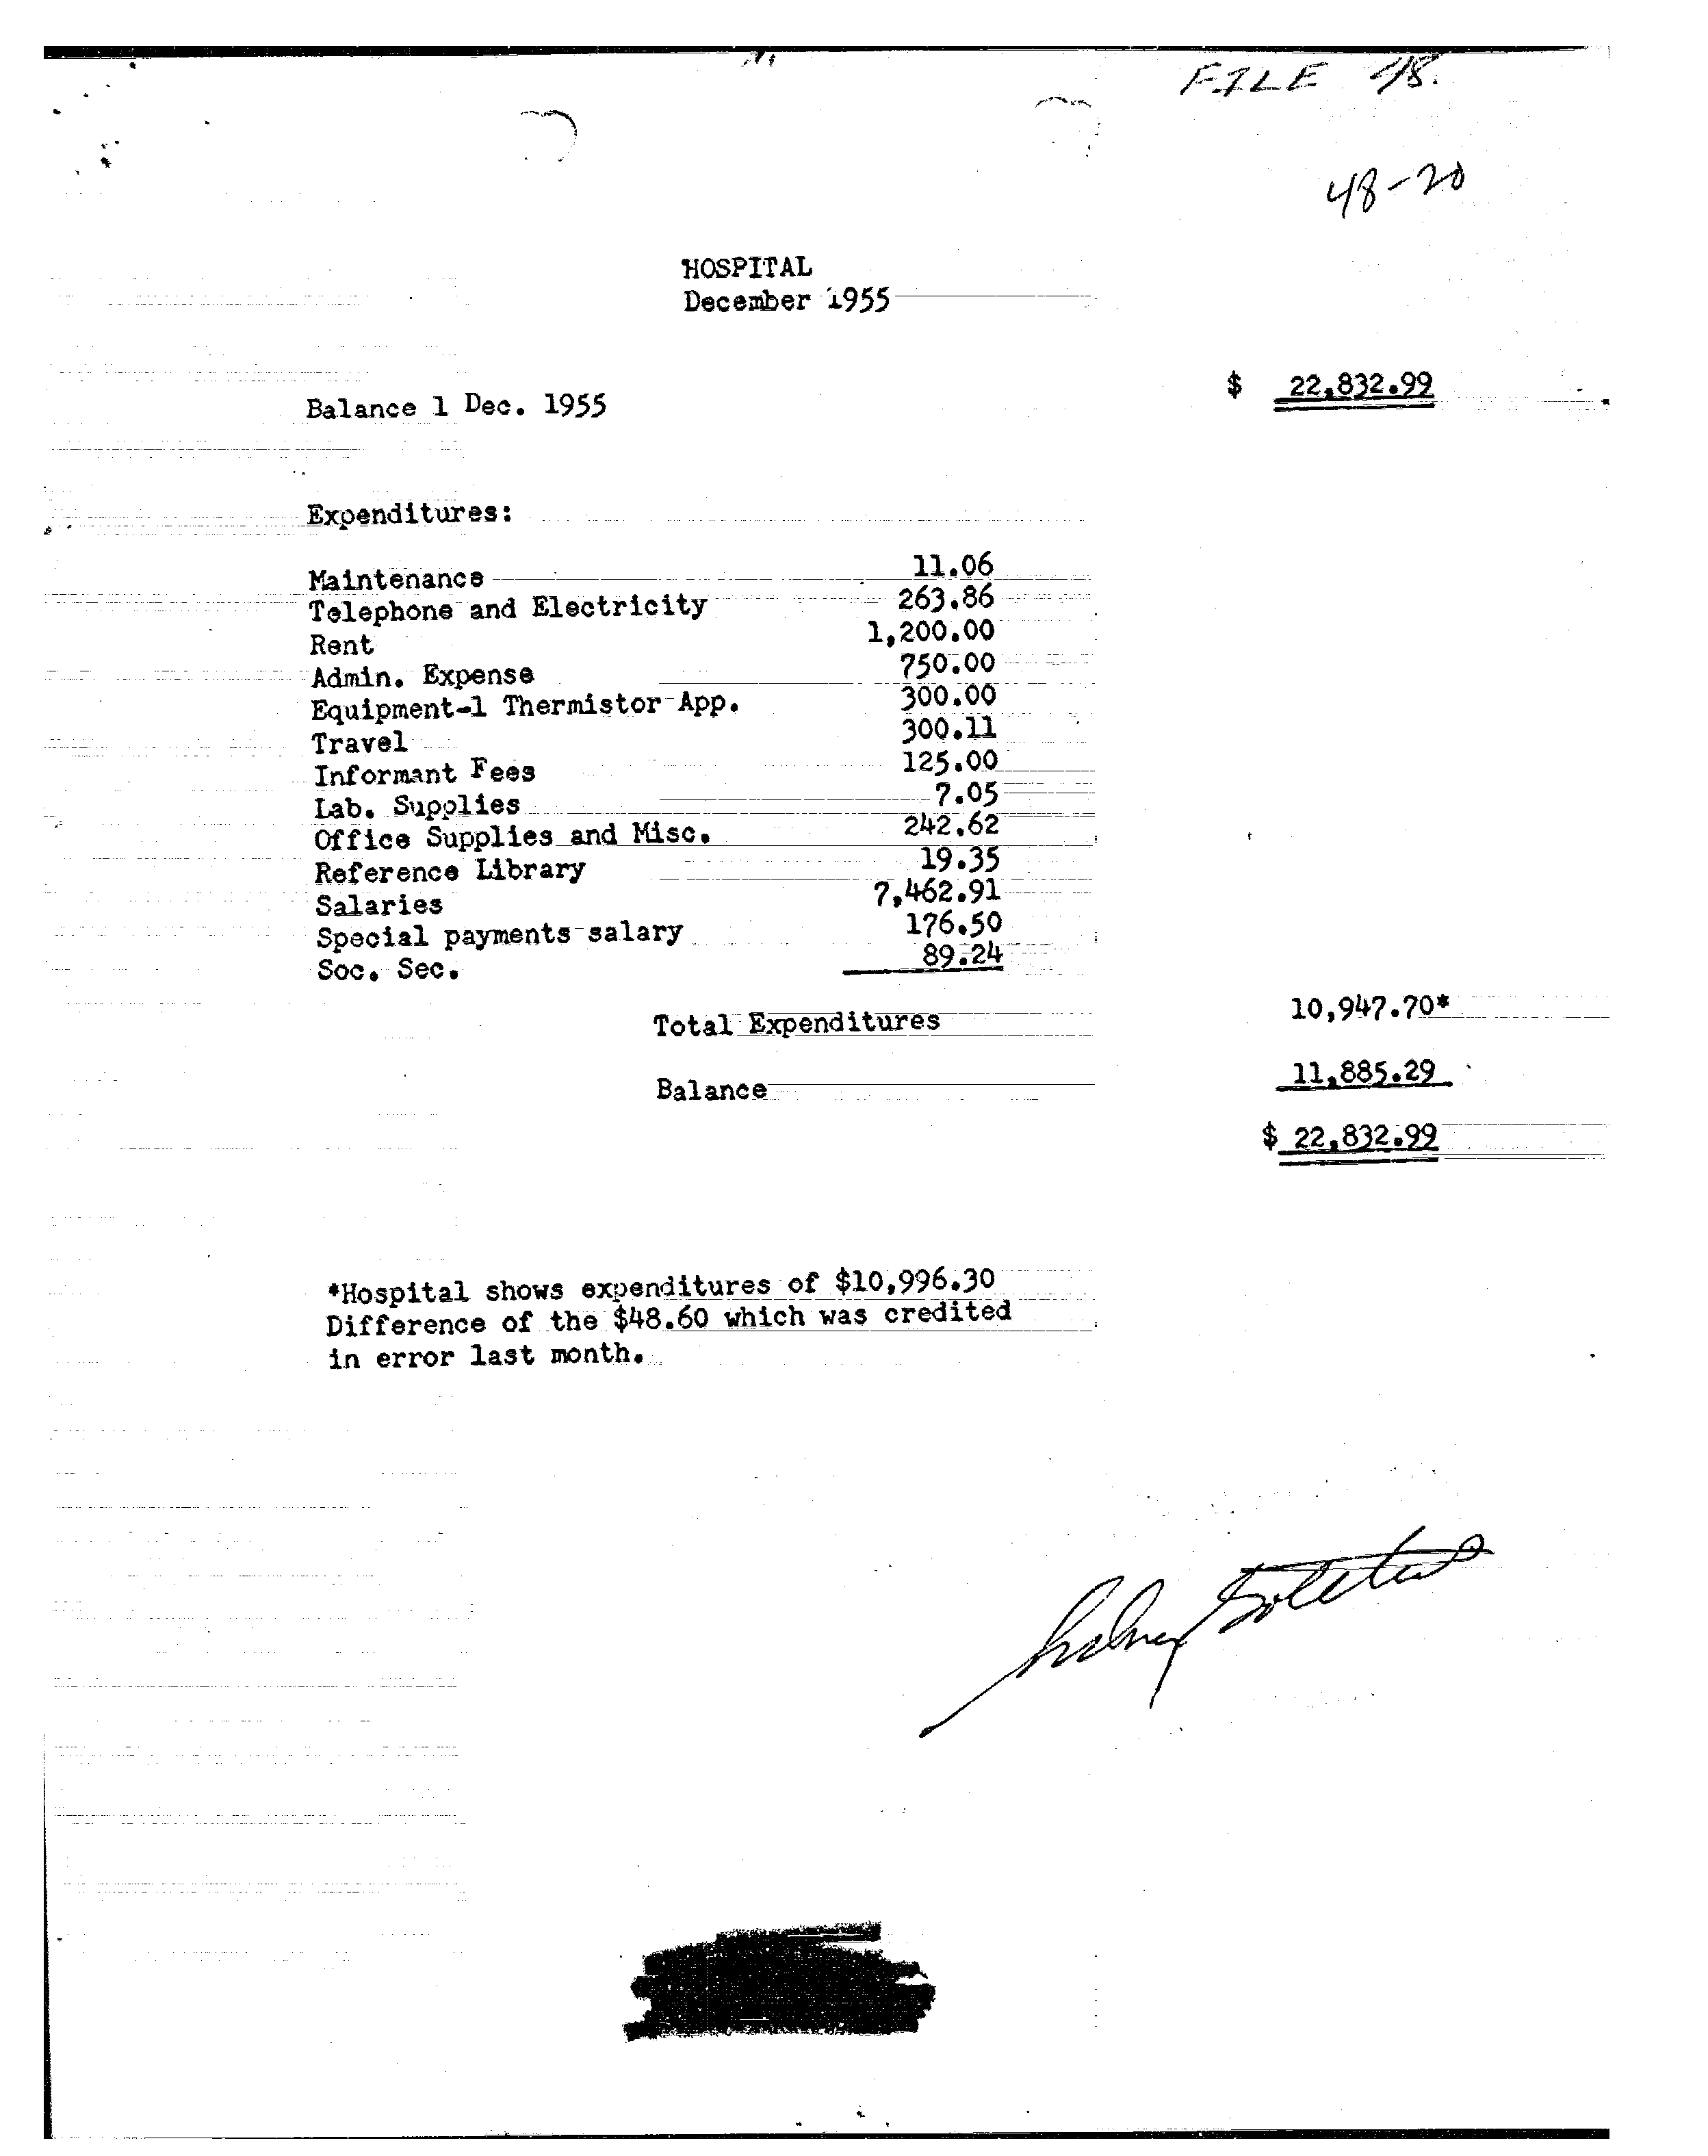 FILE 48.
48-20
HOSPITAL
December 1955
Balance 1 Dec. 1955 $ 22,832.99
Expenditures:
Maintenance 11.06
Telephone and Electricity 263.86
Rent 1,200.00
Admin. Expense 750.00
Equipment-1 Thermistor App. 300.00
Travel 300.11
Informant Fees 125.00
Lab. Supplies 7.05
Office Supplies and Misc. 242.62
Reference Library 19.35
Salaries 7,462.91
Special payments salary 176.50
Soc. Sec. 89.24
Total Expenditures 10,947.70*
Balance 11,885.29
$ 22,832.99
*Hospital shows expenditures of $10,996.30
Difference of the $48.60 which was credited
in error last month.